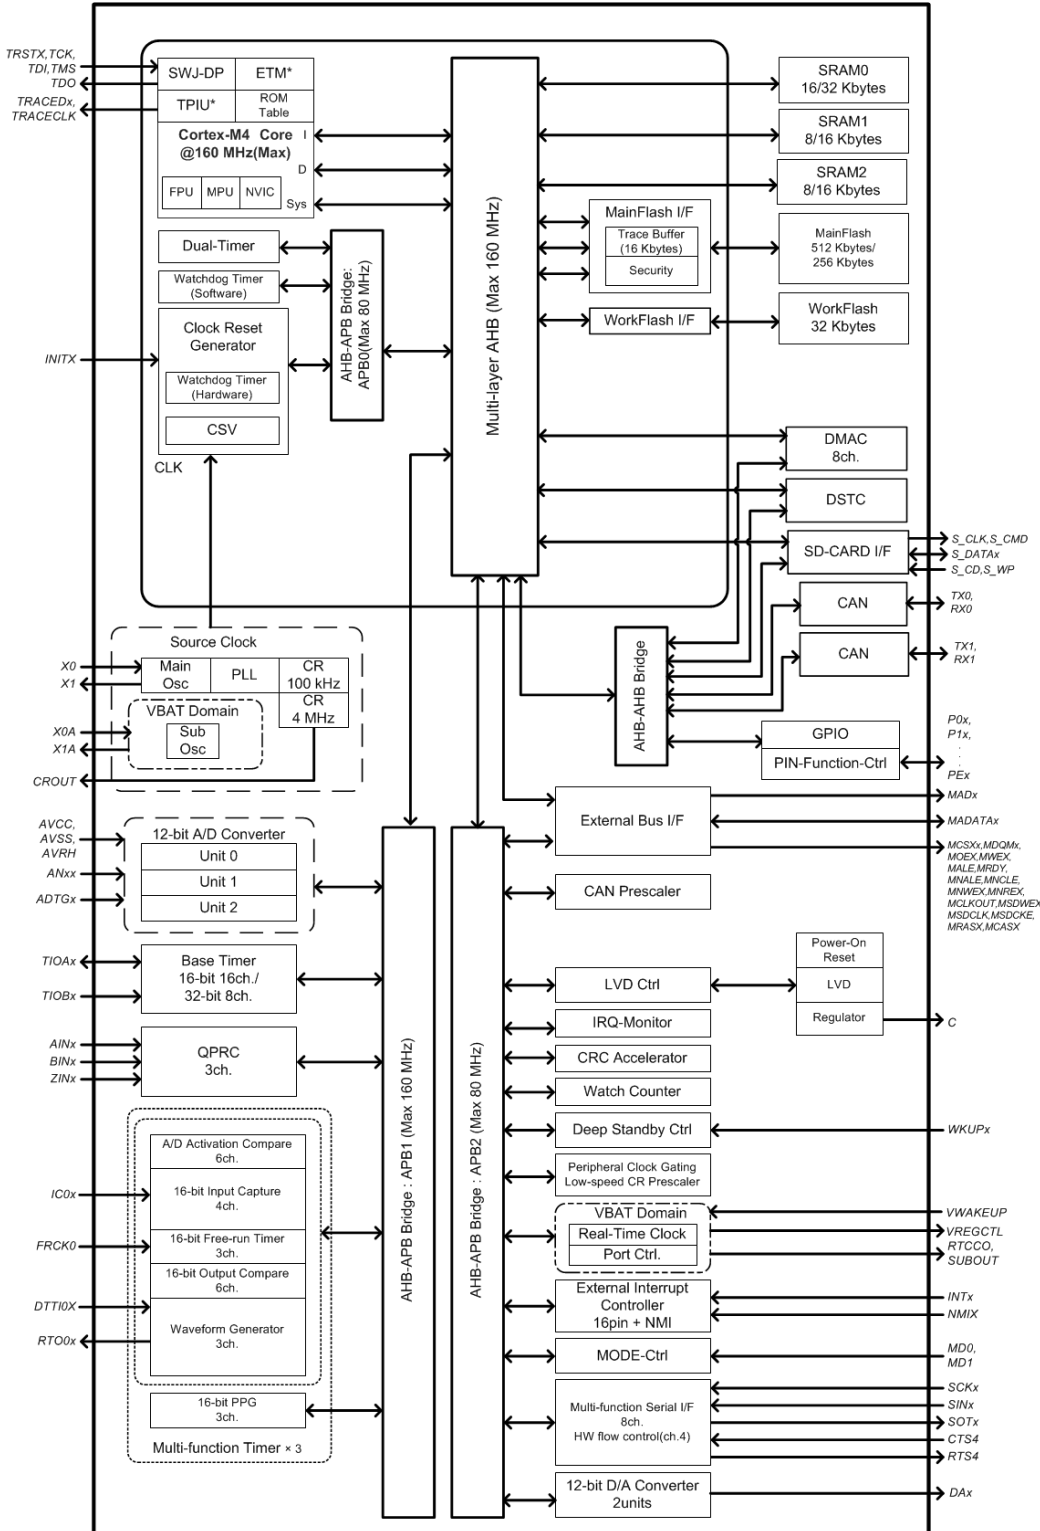 TRSTX,TCK,
TDI,TMS
TDO
TRACEDx,
TRACECLK
SWJ-DP
ETM*
TPIU*
ROM
Table
Cortex-M4 Core
@160 MHz(Max)
I
D
Sys
FPU
MPU
NVIC
Dual-Timer
Watchdog Timer
(Software)
Clock Reset
Generator
Watchdog Timer
(Hardware)
CSV
CLK
INITX
AHB-APB Bridge:
APB0(Max 80 MHz)
Multi-layer AHB (Max 160 MHz)
SRAM0
16/32 Kbytes
SRAM1
8/16 Kbytes
SRAM2
8/16 Kbytes
MainFlash I/F
Trace Buffer
(16 Kbytes)
Security
MainFlash
512 Kbytes/
256 Kbytes
WorkFlash I/F
WorkFlash
32 Kbytes
DMAC
8ch.
DSTC
SD-CARD I/F
S_CLK,S_CMD
S_DATAx
S_CD,S_WP
CAN
TX0,
RX0
CAN
TX1,
RX1
AHB-AHB Bridge
GPIO
PIN-Function-Ctrl
P0x,
P1x,
.
.
PEx
Source Clock
X0
X1
Main
Osc
PLL
CR
100 kHz
CR
4 MHz
VBAT Domain
Sub
Osc
X0A
X1A
CROUT
AVCC,
AVSS,
AVRH
ANxx
ADTGx
12-bit A/D Converter
Unit 0
Unit 1
Unit 2
TIOAx
TIOBx
Base Timer
16-bit 16ch./
32-bit 8ch.
AINx
BINx
ZINx
QPRC
3ch.
A/D Activation Compare
6ch.
IC0x
16-bit Input Capture
4ch.
FRCK0
16-bit Free-run Timer
3ch.
16-bit Output Compare
6ch.
DTTI0X
RTO0x
Waveform Generator
3ch.
16-bit PPG
3ch.
Multi-function Timer × 3
AHB-APB Bridge : APB1 (Max 160 MHz)
AHB-APB Bridge : APB2 (Max 80 MHz)
External Bus I/F
MADx
MADATAx
MCSXx,MDQMx,
MOEX,MWEX,
MALE,MRDY,
MNALE,MNCLE,
MNWEX,MNREX,
MCLKOUT,MSDWEX
MSDCLK,MSDCKE,
MRASX,MCASX
CAN Prescaler
LVD Ctrl
Power-On
Reset
LVD
Regulator
C
IRQ-Monitor
CRC Accelerator
Watch Counter
Deep Standby Ctrl
WKUPx
Peripheral Clock Gating
Low-speed CR Prescaler
VBAT Domain
Real-Time Clock
Port Ctrl.
VWAKEUP
VREGCTL
RTCCO,
SUBOUT
External Interrupt
Controller
16pin + NMI
INTx
NMIX
MODE-Ctrl
MD0,
MD1
Multi-function Serial I/F
8ch.
HW flow control(ch.4)
SCKx
SINx
SOTx
CTS4
RTS4
12-bit D/A Converter
2units
DAx